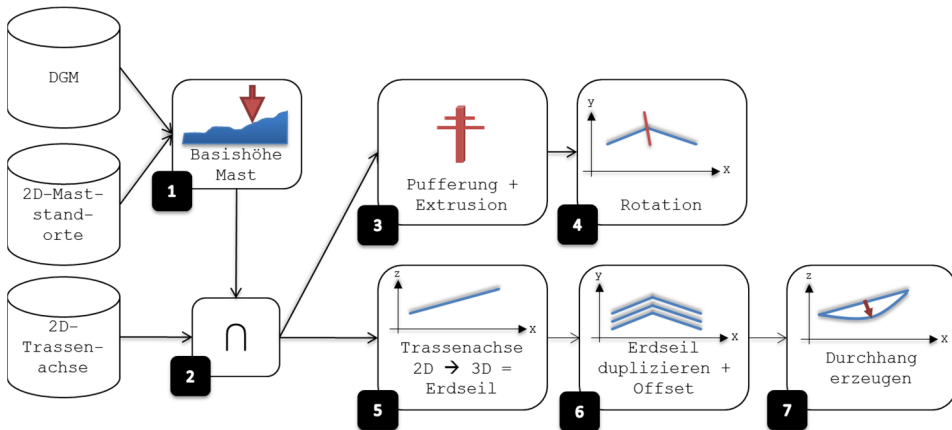 DGM
2D-Mast-
stand-
orte
2D-
Trassen-
achse
Basishöhe
Mast
1
∩
2
Pufferung +
Extrusion
3
y
x
Rotation
4
z
x
Trassenachse
2D → 3D =
Erdseil
5
y
x
Erdseil
duplizieren +
Offset
6
z
x
Durchhang
erzeugen
7